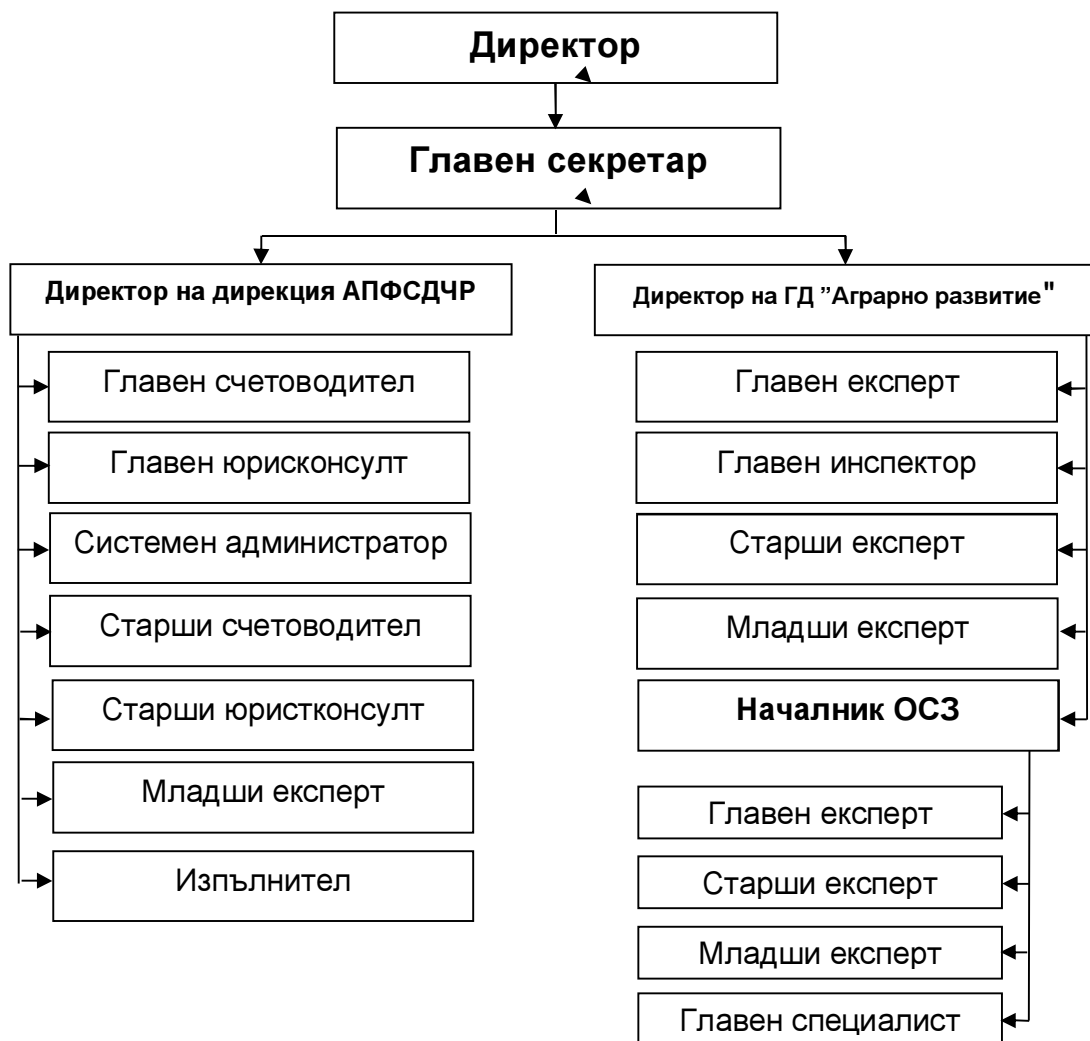 Директор
Главен секретар
Директор на дирекция АПФСДЧР
Главен счетоводител
Главен юрисконсулт
Системен администратор
Старши счетоводител
Старши юристконсулт
Младши експерт
Изпълнител
Директор на ГД ”Аграрно развитие"
Главен експерт
Главен инспектор
Старши експерт
Младши експерт
Началник ОСЗ
Главен експерт
Старши експерт
Младши експерт
Главен специалист